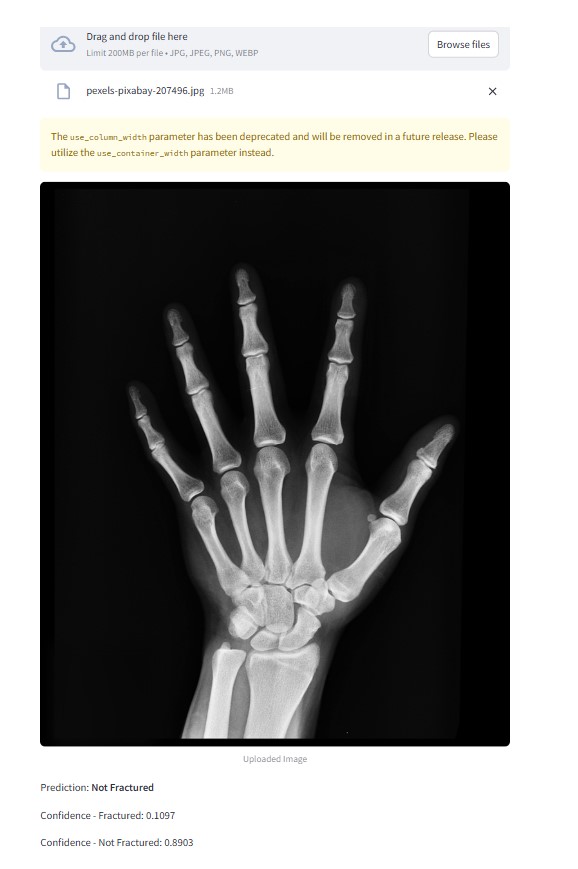 Drag and drop file here
Limit 200MB per file • JPG, JPEG, PNG, WEBP
Browse files
pexels-pixabay-207496.jpg 1.2MB
The use_column_width parameter has been deprecated and will be removed in a future release. Please
utilize the use_container_width parameter instead.
Uploaded Image
Prediction: Not Fractured
Confidence - Fractured: 0.1097
Confidence - Not Fractured: 0.8903